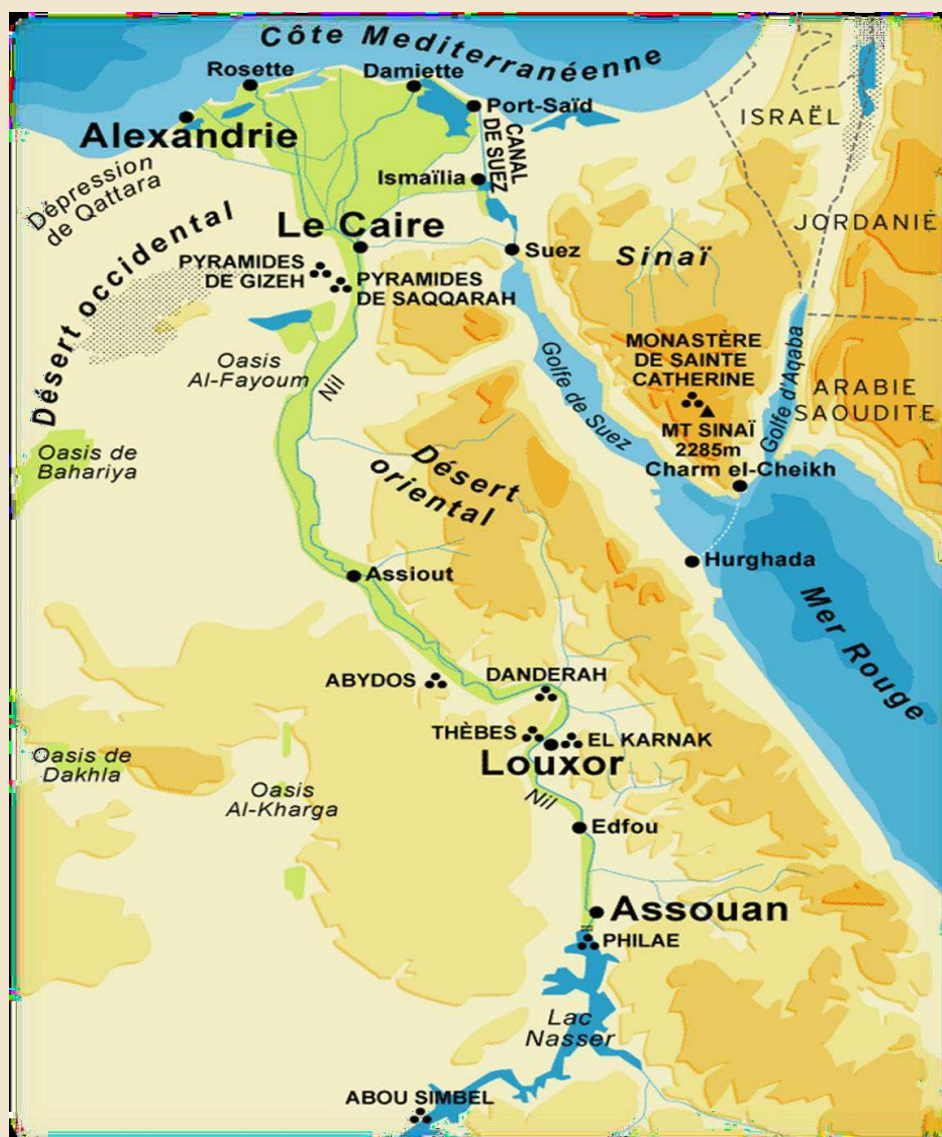 Côte Mediterranéenne
Rosette
Damiette
Port-Saïd
Alexandrie
CANAL
DE SUEZ
ISRAËL
Dépression
de Qattara
Ismaïlia
Désert occidental
Le Caire
JORDANIE
Suez
Sinaï
PYRAMIDES
DE GIZEH
PYRAMIDES
DE SAQQARAH
MONASTÈRE
DE SAINTE
CATHERINE
Golfe de Suez
Golfe d'Aqaba
Oasis
Al-Fayoum
Nil
ARABIE
SAOUDITE
MT SINAÏ
2285m
Charm el-Cheikh
Oasis de
Bahariya
Désert
oriental
Hurghada
Assiout
Mer Rouge
ABYDOS
DANDERAH
THÈBES
EL KARNAK
Louxor
Oasis de
Dakhla
Oasis
Al-Kharga
Nil
Edfou
Assouan
PHILAE
Lac
Nasser
ABOU SIMBEL